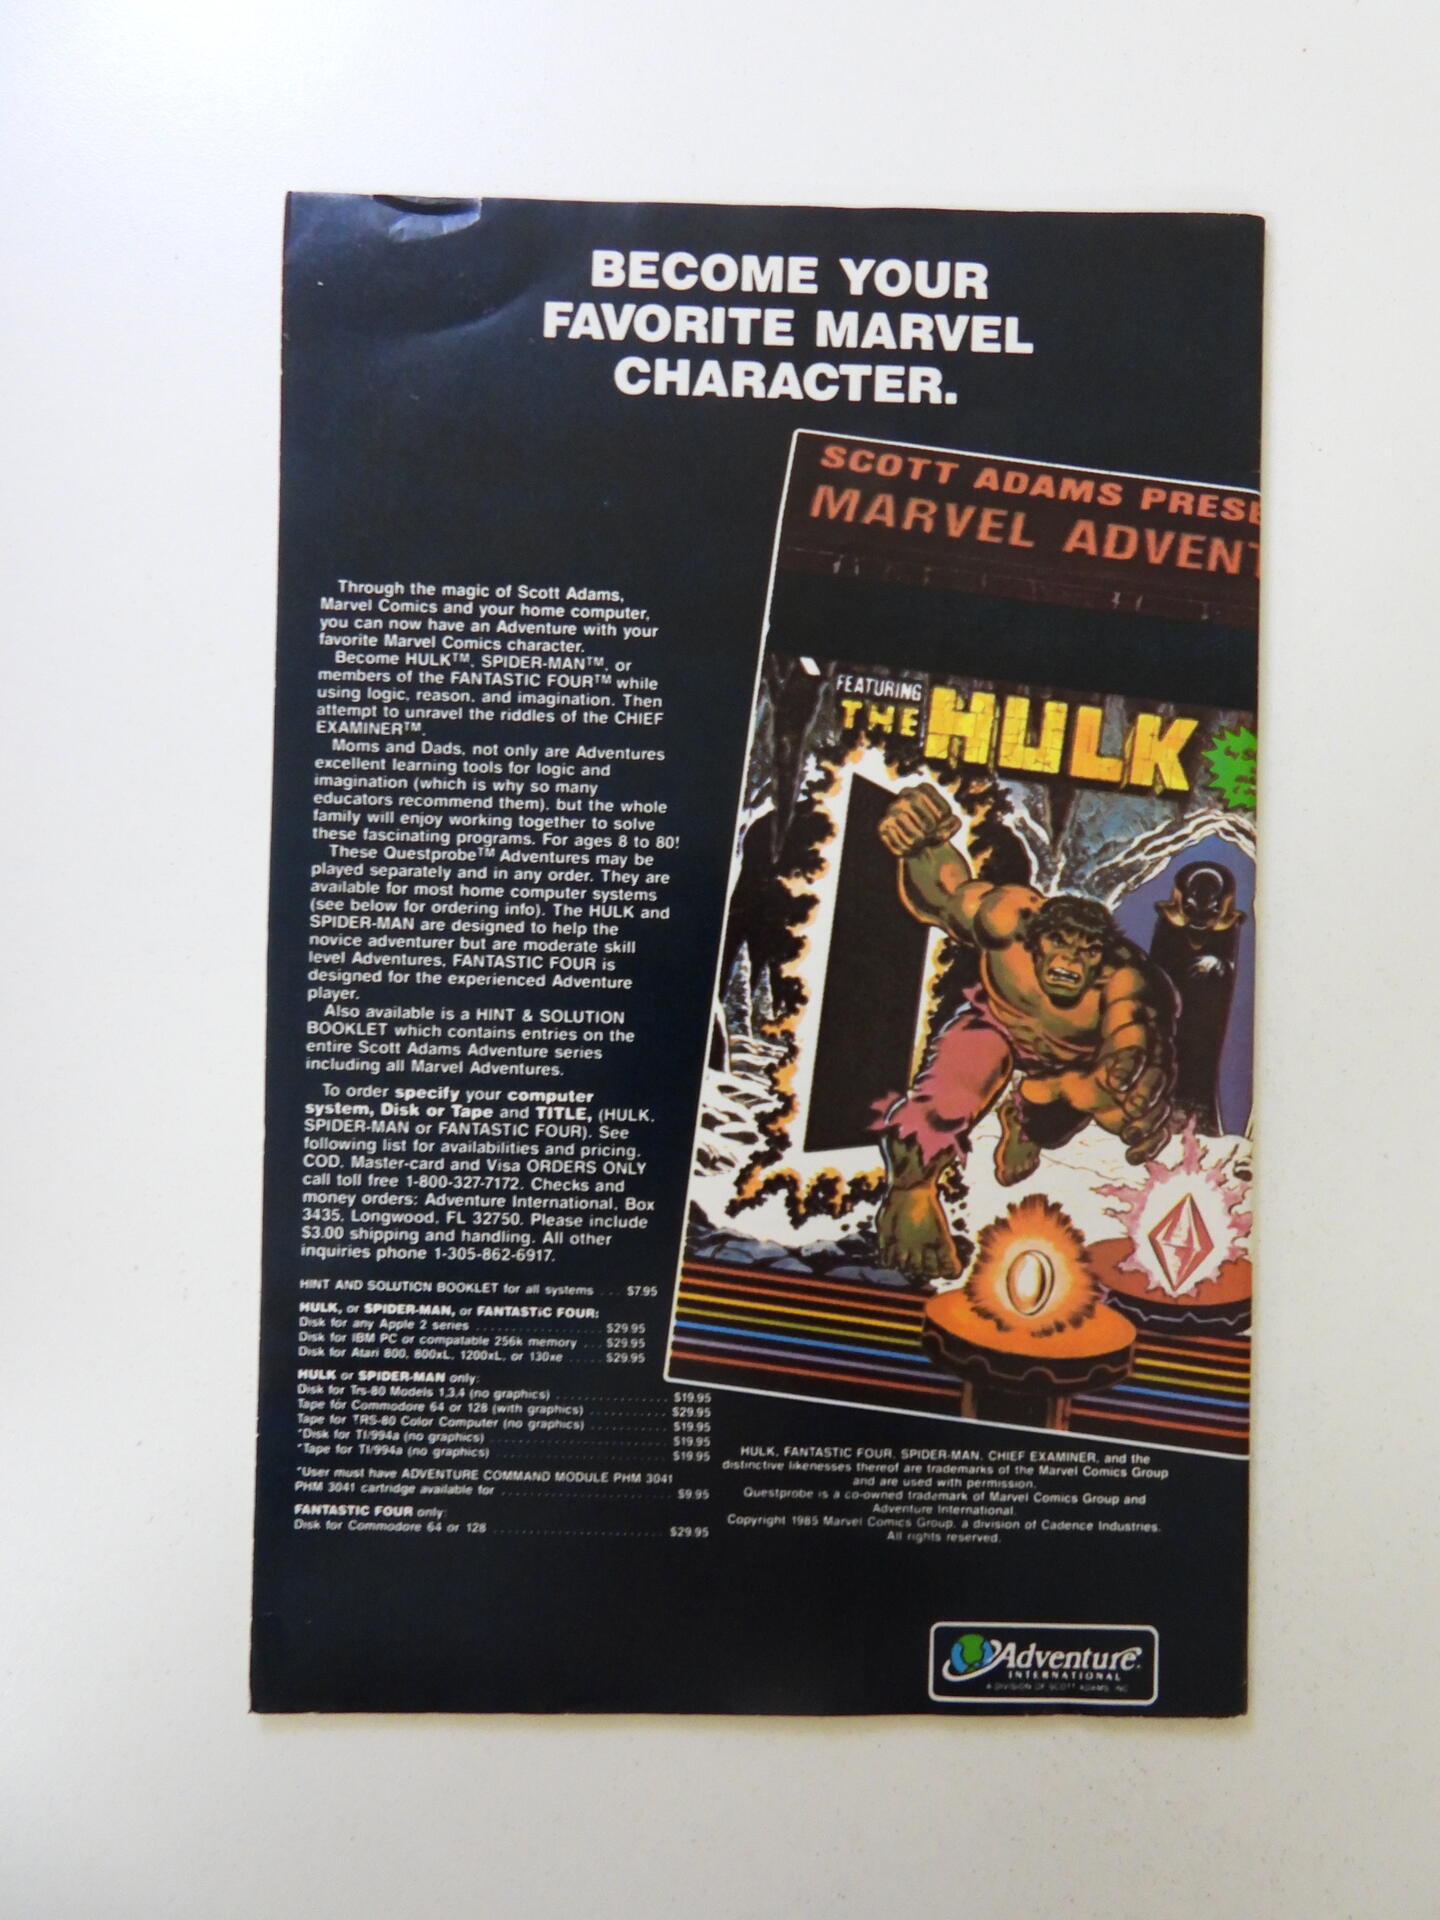 BECOME YOUR
FAVORITE MARVEL
CHARACTER.
SCOTT ADAMS PRESE
MARVEL ADVENT
FEATURING
THE HULK
Through the magic of Scott Adams,
Marvel Comics and your home computer,
you can now have an Adventure with your
favorite Marvel Comics character.
Become HULK™, SPIDER-MAN™, or
members of the FANTASTIC FOUR™ while
using logic, reason, and imagination. Then
attempt to unravel the riddles of the CHIEF
EXAMINER™.
Moms and Dads, not only are Adventures
excellent learning tools for logic and
imagination (which is why so many
educators recommend them), but the whole
family will enjoy working together to solve
these fascinating programs. For ages 8 to 80!
These Questprobe™ Adventures may be
played separately and in any order. They are
available for most home computer systems
(see below for ordering info). The HULK and
SPIDER-MAN are designed to help the
novice adventurer but are moderate skill
level Adventures, FANTASTIC FOUR is
designed for the experienced Adventure
player.
Also available is a HINT & SOLUTION
BOOKLET which contains entries on the
entire Scott Adams Adventure series
including all Marvel Adventures.
To order specify your computer
system, Disk or Tape and TITLE, (HULK,
SPIDER-MAN or FANTASTIC FOUR). See
following list for availabilities and pricing.
COD, Master-card and Visa ORDERS ONLY
call toll free 1-800-327-7172. Checks and
money orders: Adventure International, Box
3435, Longwood, FL 32750. Please include
$3.00 shipping and handling. All other
inquiries phone 1-305-862-6917.
HINT AND SOLUTION BOOKLET for all systems ... $7.95
HULK, or SPIDER-MAN, or FANTASTIC FOUR:
Disk for any Apple 2 series .................. $29.95
Disk for IBM PC or compatable 256k memory ... $29.95
Disk for Atari 800, 800xL, 1200xL, or 130xe ..... $29.95
HULK or SPIDER-MAN only:
Disk for Trs-80 Models 1,3,4 (no graphics) ................ $19.95
Tape for Commodore 64 or 128 (with graphics) ........... $29.95
Tape for TRS-80 Color Computer (no graphics) ........... $19.95
*Disk for TI/994a (no graphics) ......................... $19.95
*Tape for TI/994a (no graphics) ......................... $19.95
*User must have ADVENTURE COMMAND MODULE PHM 3041
PHM 3041 cartridge available for ........................ $9.95
FANTASTIC FOUR only:
Disk for Commodore 64 or 128 ........................ $29.95
HULK, FANTASTIC FOUR, SPIDER-MAN, CHIEF EXAMINER, and the
distinctive likenesses thereof are trademarks of the Marvel Comics Group
and are used with permission.
Questprobe is a co-owned trademark of Marvel Comics Group and
Adventure International.
Copyright 1985 Marvel Comics Group, a division of Cadence Industries.
All rights reserved.
Adventure
INTERNATIONAL
A DIVISION OF SCOTT ADAMS, INC